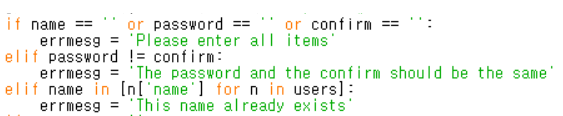 if name == '' or password == '' or confirm == '':
    errmesg = 'Please enter all items'
elif password != confirm:
    errmesg = 'The password and the confirm should be the same'
elif name in [n['name'] for n in users]:
    errmesg = 'This name already exists'